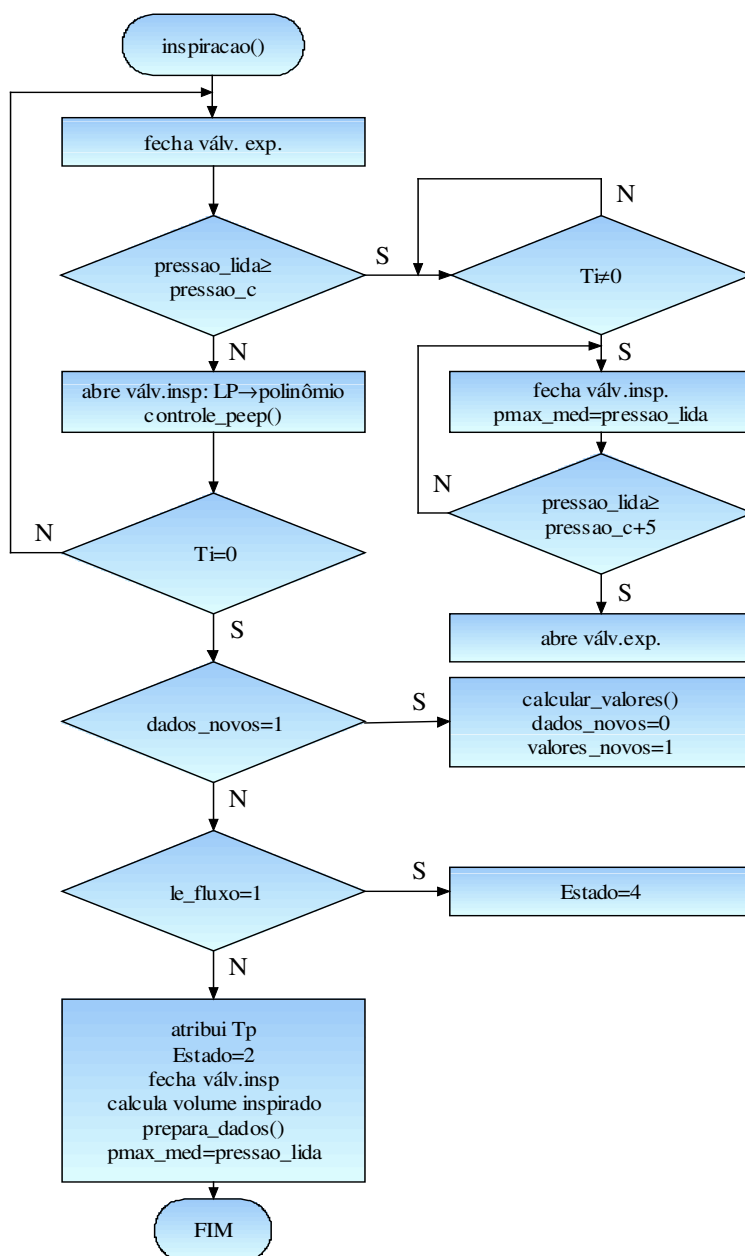 inspiracao()
fecha válv. exp.
N
pressao_lida≥
pressao_c
S
Ti≠0
N
S
abre válv.insp: LP→polinômio
controle_peep()
fecha válv.insp.
pmax_med=pressao_lida
N
Ti=0
N
pressao_lida≥
pressao_c+5
S
S
abre válv.exp.
dados_novos=1
S
calcular_valores()
dados_novos=0
valores_novos=1
N
le_fluxo=1
S
Estado=4
N
atribui Tp
Estado=2
fecha válv.insp
calcula volume inspirado
prepara_dados()
pmax_med=pressao_lida
FIM